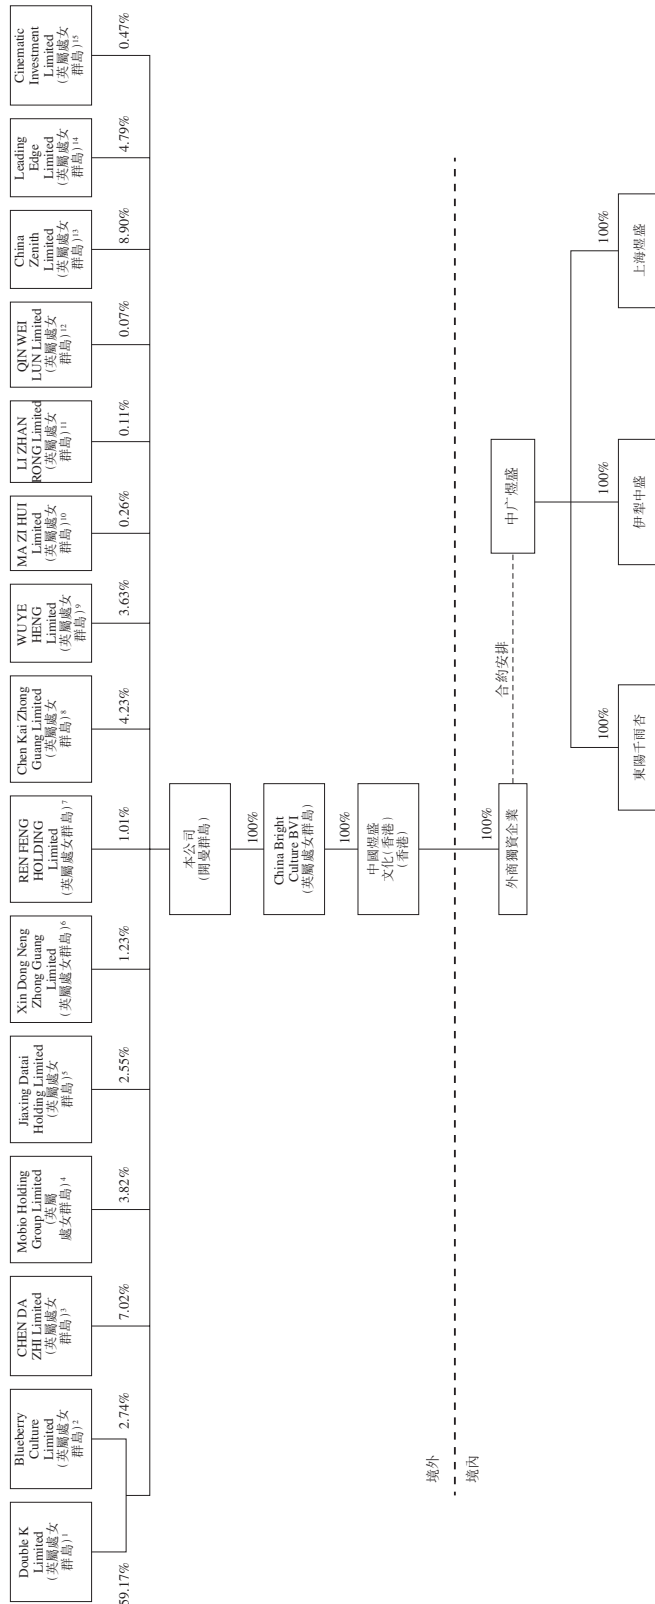 Double K
Limited
(英屬處女
群島)1
59.17%
Blueberry
Culture
Limited
(英屬處女
群島)2
2.74%
CHEN DA
ZHI Limited
(英屬處女
群島)3
7.02%
Mobio Holding
Group Limited
(英屬
處女群島)4
3.82%
Jiaxing Datai
Holding Limited
(英屬處女
群島)5
2.55%
Xin Dong Neng
Zhong Guang
Limited
(英屬處女群島)6
1.23%
REN FENG
HOLDING
Limited
(英屬處女群島)7
1.01%
Chen Kai Zhong
Guang Limited
(英屬處女
群島)8
4.23%
WU YE
HENG
Limited
(英屬處女
群島)9
3.63%
MA ZI HUI
Limited
(英屬處女
群島)10
0.26%
LI ZHAN
RONG Limited
(英屬處女
群島)11
0.11%
QIN WEI
LUN Limited
(英屬處女
群島)12
0.07%
China
Zenith
Limited
(英屬處女
群島)13
8.90%
Leading
Edge
Limited
(英屬處女
群島)14
4.79%
Cinematic
Investment
Limited
(英屬處女
群島)15
0.47%
本公司
(開曼群島)
100%
China Bright
Culture BVI
(英屬處女群島)
100%
中國煜盛
文化(香港)
(香港)
境外
境內
100%
外商獨資企業
合約安排
中广煜盛
100%
東陽千雨杏
100%
伊犁中盛
100%
上海煜盛